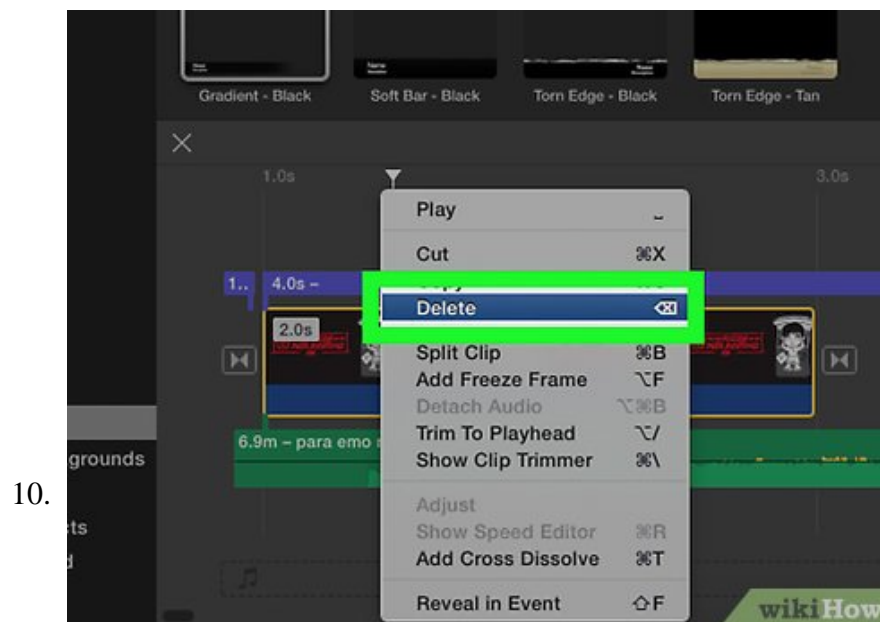 Gradient - Black
Soft Bar - Black
Torn Edge - Black
Torn Edge - Tan
1.0s
3.0s
Play
Cut ⌘X
1.. 4.0s –
Delete ⌫
2.0s
Split Clip ⌘B
Add Freeze Frame ⌥F
Detach Audio ⌥⌘B
6.9m – para emo
Trim To Playhead ⌥/
grounds
Show Clip Trimmer ⌘\
10.
Adjust
cts
Show Speed Editor ⌘R
d
Add Cross Dissolve ⌘T
Reveal in Event ⇧F
wikiHow